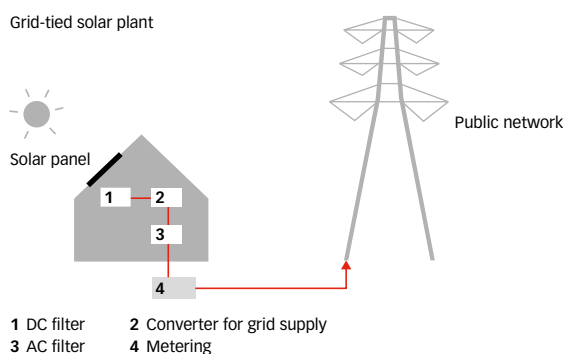 Grid-tied solar plant
Public network
Solar panel
1 2
3
4
1 DC filter 2 Converter for grid supply
3 AC filter 4 Metering